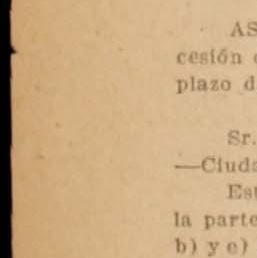 AS
cesión
plazo d
Sr.
—Ciuda
Est
la parte
b) y e)